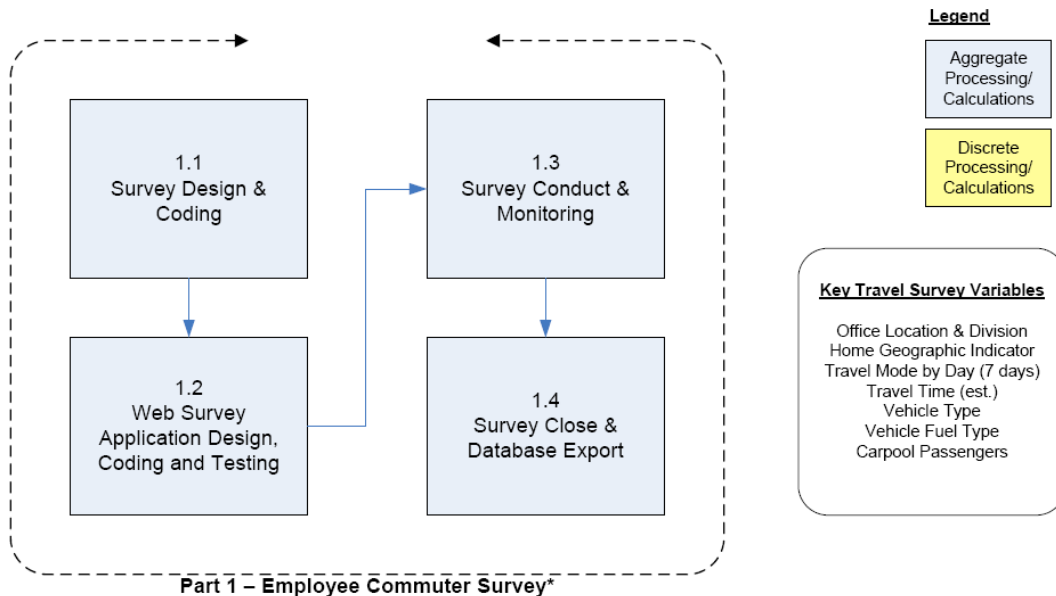 Legend
Aggregate
Processing/
Calculations
Discrete
Processing/
Calculations
1.1
Survey Design &
Coding
1.3
Survey Conduct &
Monitoring
1.2
Web Survey
Application Design,
Coding and Testing
1.4
Survey Close &
Database Export
Key Travel Survey Variables
Office Location & Division
Home Geographic Indicator
Travel Mode by Day (7 days)
Travel Time (est.)
Vehicle Type
Vehicle Fuel Type
Carpool Passengers
Part 1 – Employee Commuter Survey*